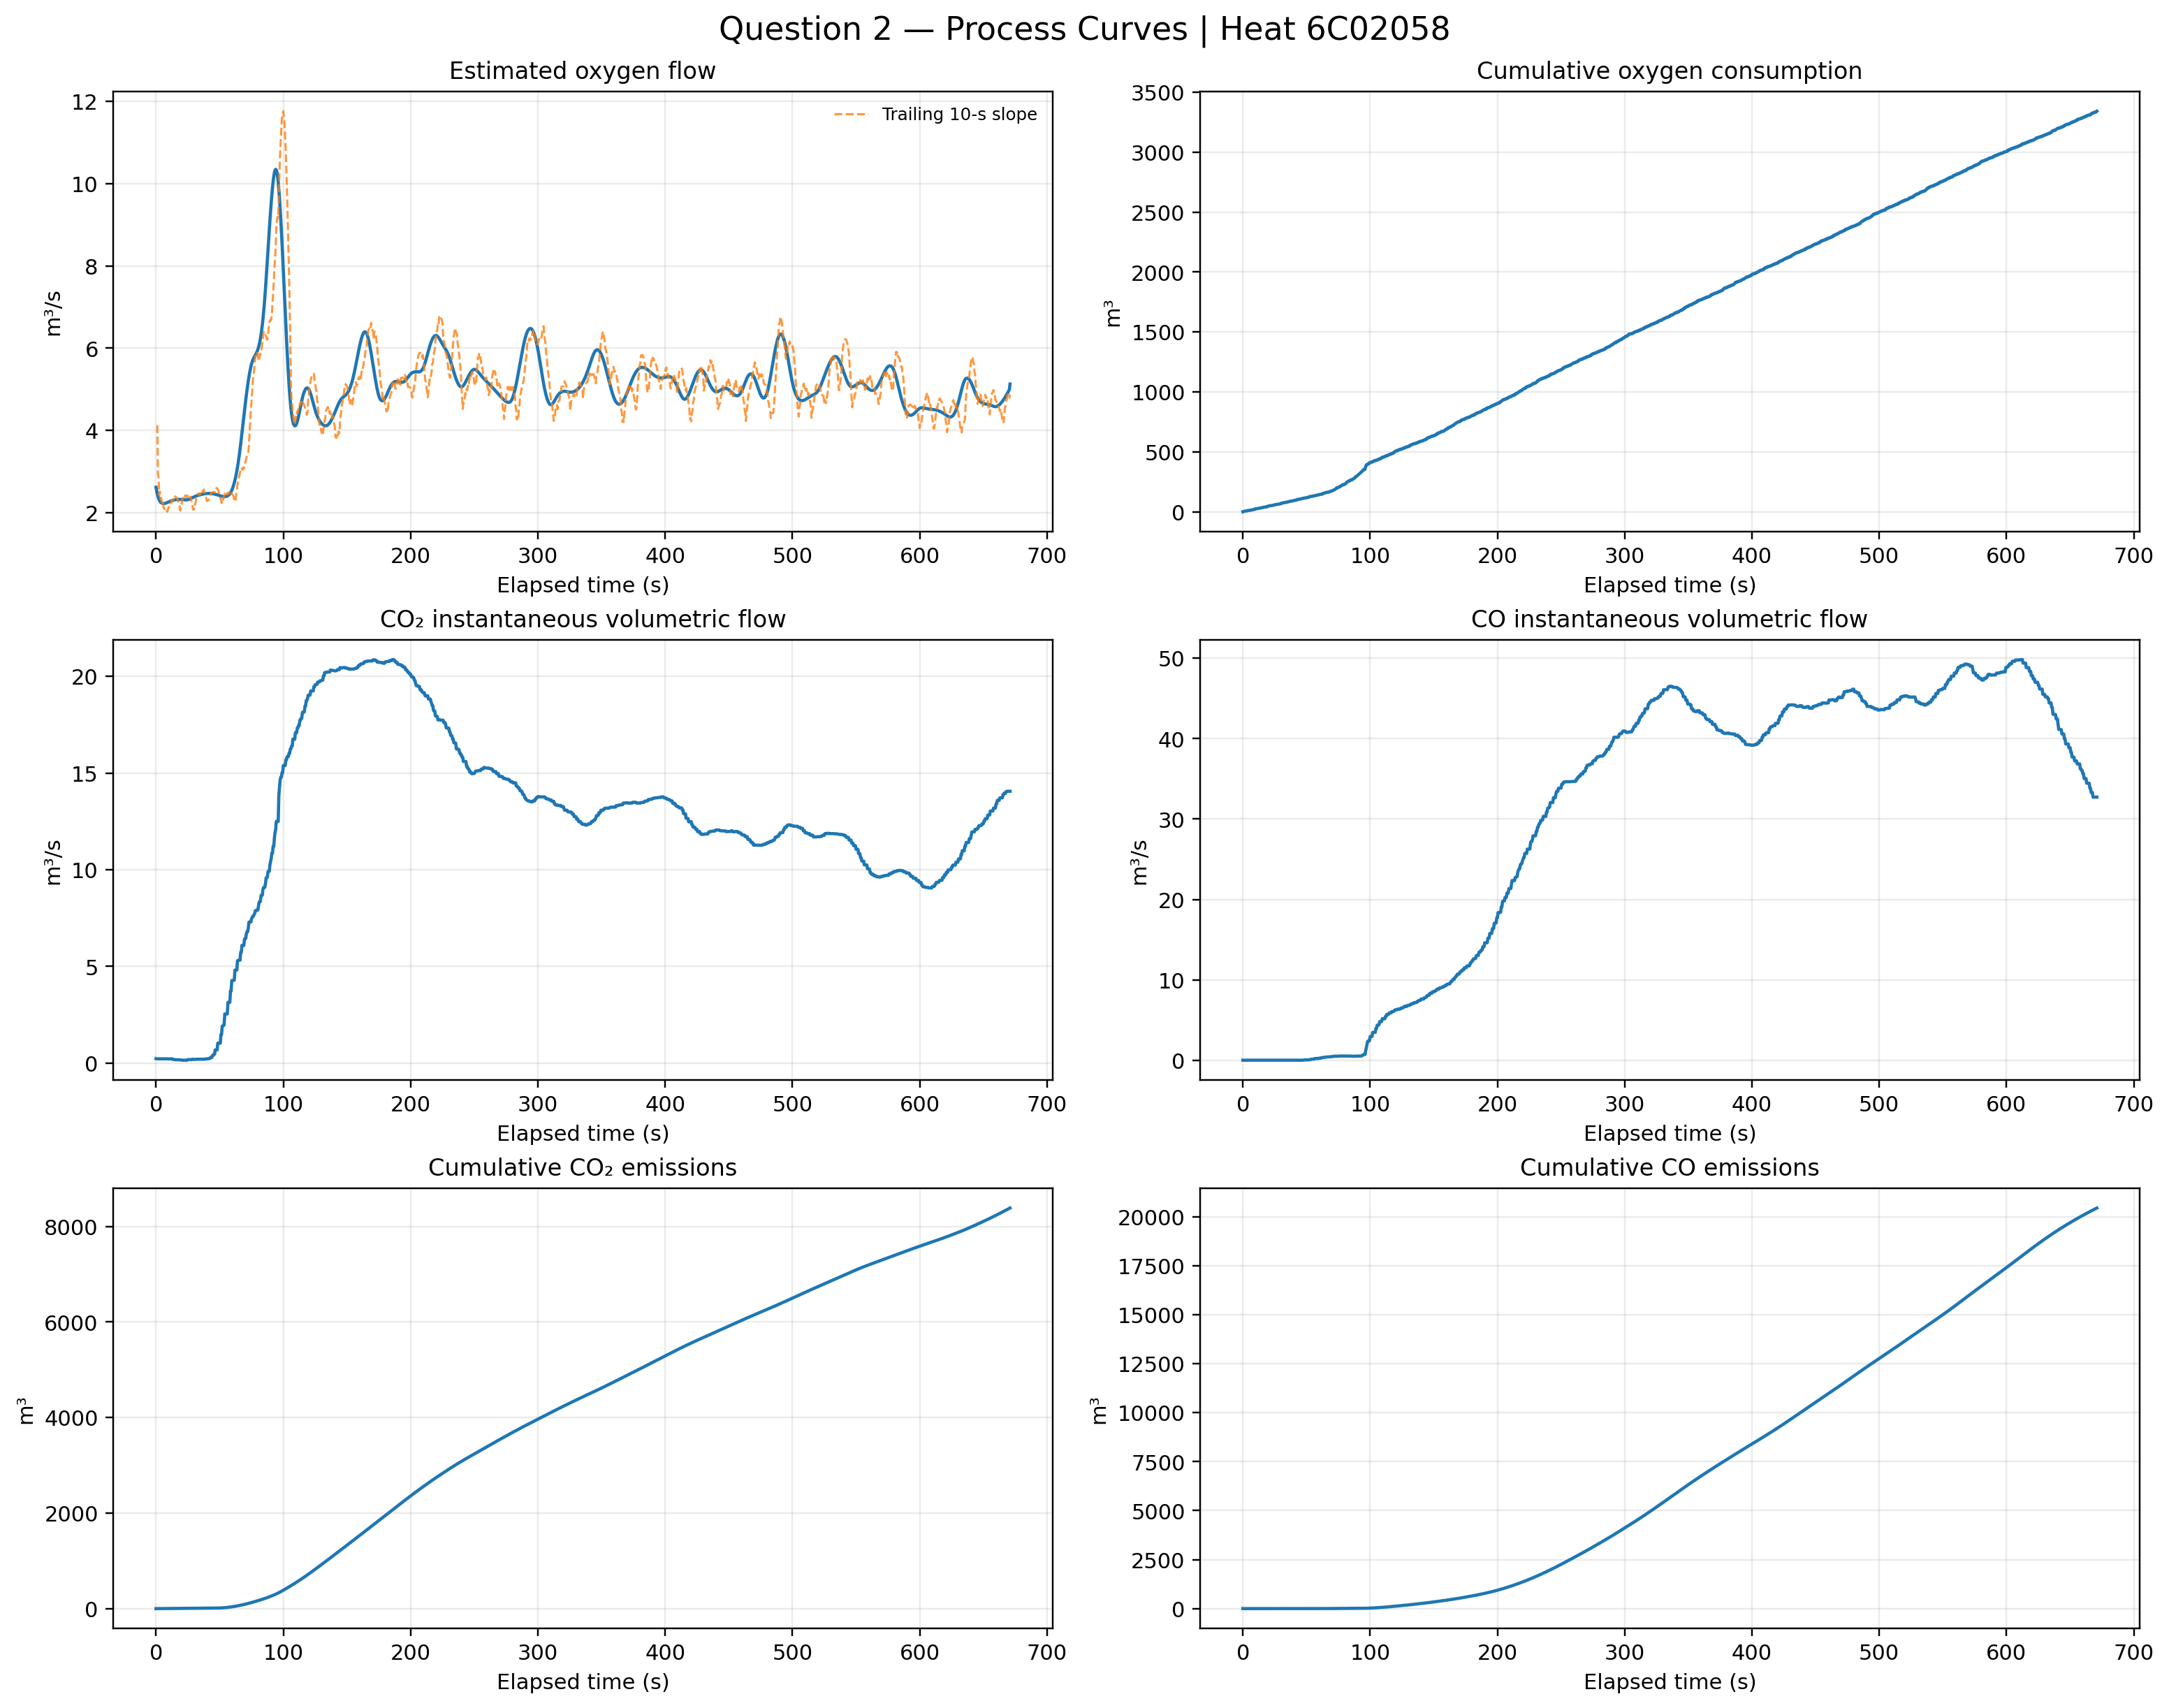 Question 2 — Process Curves | Heat 6C02058
Estimated oxygen flow
12
10
8
6
4
2
m³/s
Trailing 10-s slope
0 100 200 300 400 500 600 700
Elapsed time (s)
Cumulative oxygen consumption
3500
3000
2500
2000
1500
1000
500
0
m³
0 100 200 300 400 500 600 700
Elapsed time (s)
CO₂ instantaneous volumetric flow
20
15
10
5
0
m³/s
0 100 200 300 400 500 600 700
Elapsed time (s)
CO instantaneous volumetric flow
50
40
30
20
10
0
m³/s
0 100 200 300 400 500 600 700
Elapsed time (s)
Cumulative CO₂ emissions
8000
6000
4000
2000
0
m³
0 100 200 300 400 500 600 700
Elapsed time (s)
Cumulative CO emissions
20000
17500
15000
12500
10000
7500
5000
2500
0
m³
0 100 200 300 400 500 600 700
Elapsed time (s)